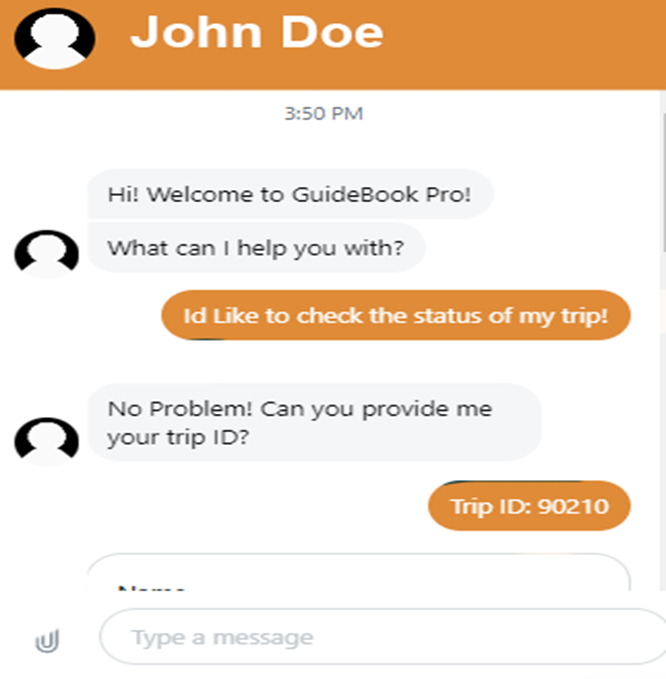 John Doe
3:50 PM
Hi! Welcome to GuideBook Pro!
What can I help you with?
Id Like to check the status of my trip!
No Problem! Can you provide me
your trip ID?
Trip ID: 90210
Name
Type a message